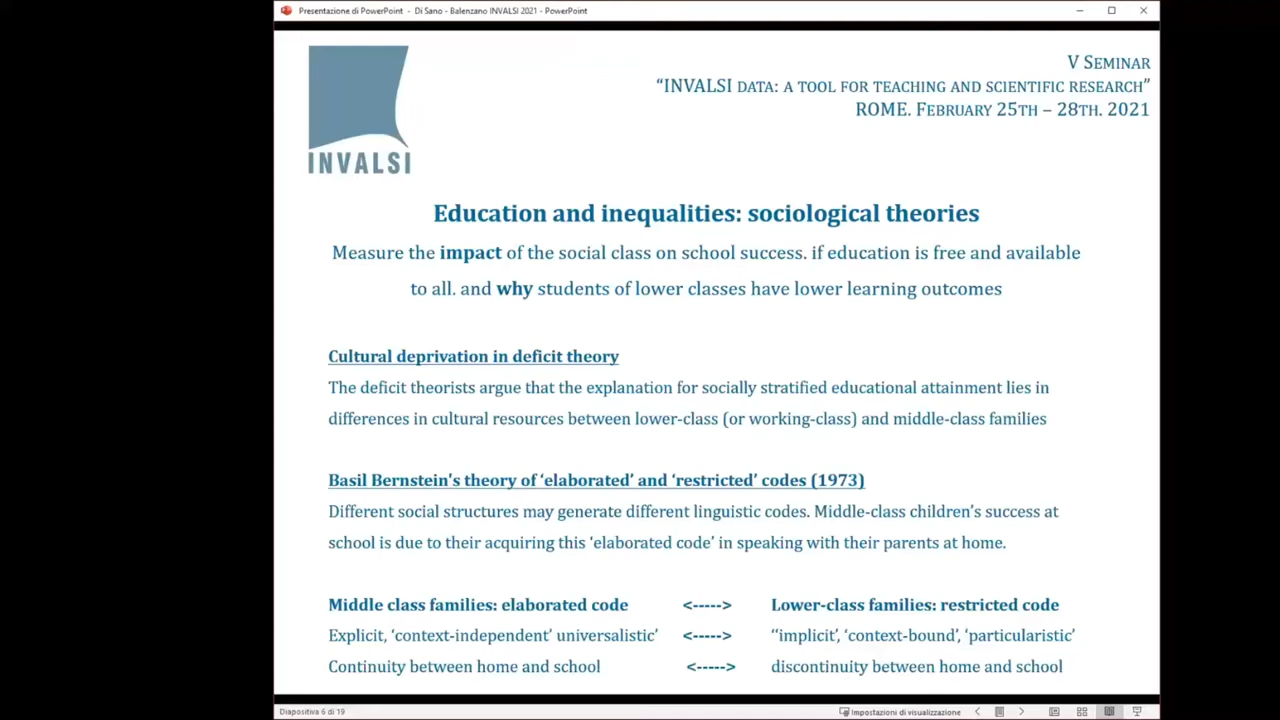 Presentazione di PowerPoint - Di Sano - Balenzano INVALSI 2021 - PowerPoint
INVALSI
V SEMINAR
“INVALSI DATA: A TOOL FOR TEACHING AND SCIENTIFIC RESEARCH”
ROME. FEBRUARY 25TH – 28TH. 2021
Education and inequalities: sociological theories
Measure the impact of the social class on school success. if education is free and available
to all. and why students of lower classes have lower learning outcomes
Cultural deprivation in deficit theory
The deficit theorists argue that the explanation for socially stratified educational attainment lies in
differences in cultural resources between lower-class (or working-class) and middle-class families
Basil Bernstein's theory of ‘elaborated’ and ‘restricted’ codes (1973)
Different social structures may generate different linguistic codes. Middle-class children’s success at
school is due to their acquiring this ‘elaborated code’ in speaking with their parents at home.
Middle class families: elaborated code <-----> Lower-class families: restricted code
Explicit, ‘context-independent’ universalistic’ <-----> “implicit’, ‘context-bound’, ‘particularistic’
Continuity between home and school <-----> discontinuity between home and school
Diapositiva 6 di 19
Impostazioni di visualizzazione